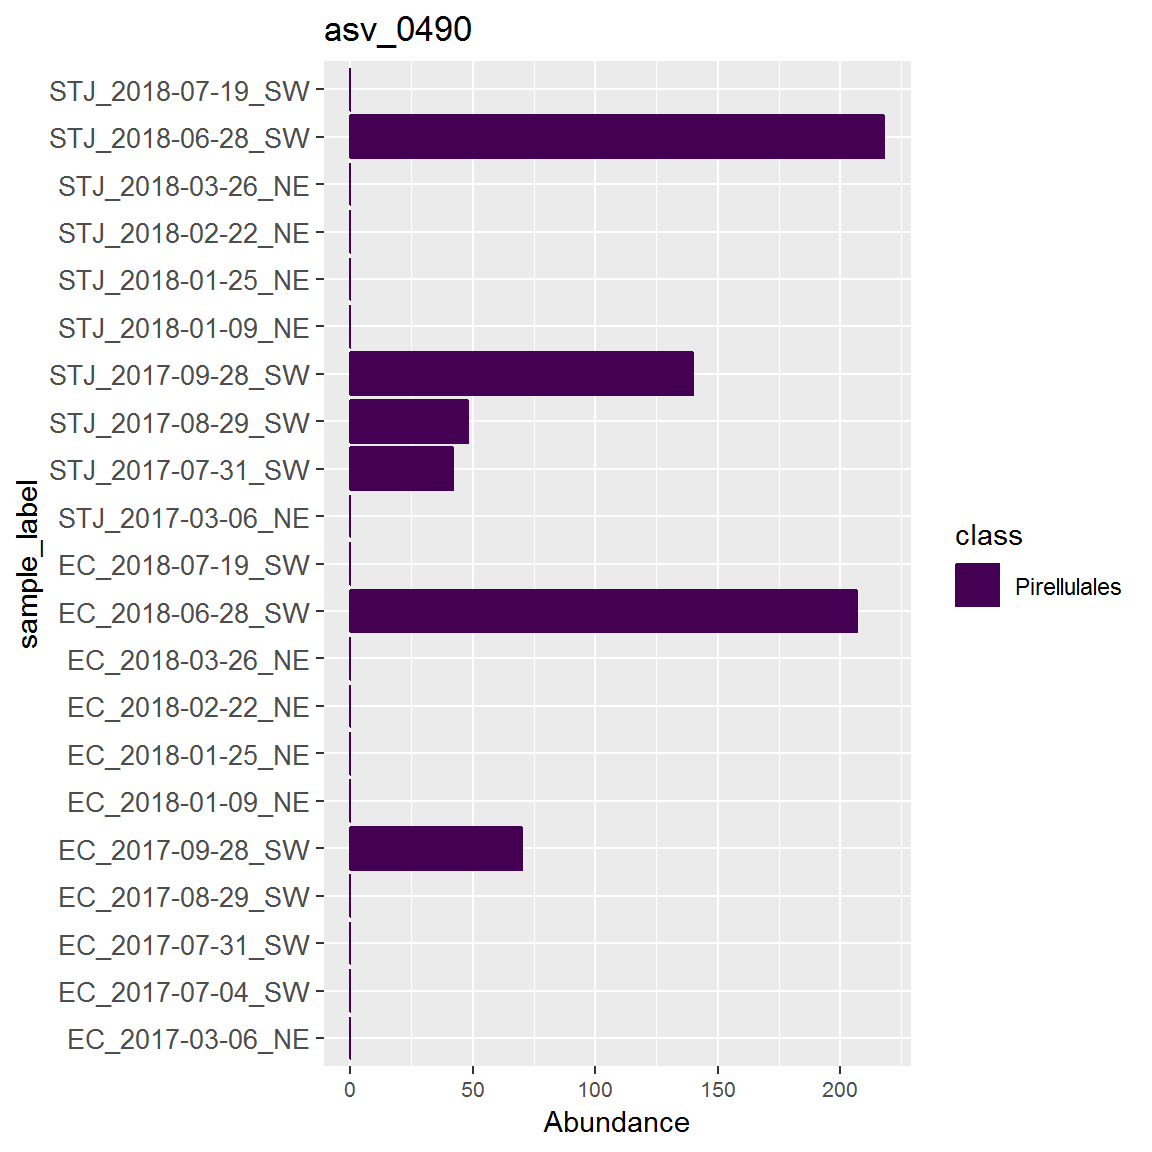 asv_0490
STJ_2018-07-19_SW
STJ_2018-06-28_SW
STJ_2018-03-26_NE
STJ_2018-02-22_NE
STJ_2018-01-25_NE
STJ_2018-01-09_NE
STJ_2017-09-28_SW
STJ_2017-08-29_SW
STJ_2017-07-31_SW
STJ_2017-03-06_NE
EC_2018-07-19_SW
EC_2018-06-28_SW
EC_2018-03-26_NE
EC_2018-02-22_NE
EC_2018-01-25_NE
EC_2018-01-09_NE
EC_2017-09-28_SW
EC_2017-08-29_SW
EC_2017-07-31_SW
EC_2017-07-04_SW
EC_2017-03-06_NE
sample_label
0 50 100 150 200
Abundance
class
Pirellulales